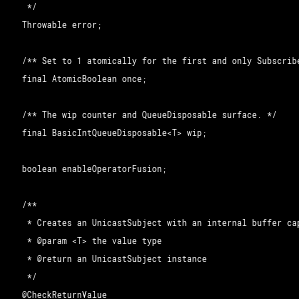 */
Throwable error;
/** Set to 1 atomically for the first and only Subscribe
final AtomicBoolean once;
/** The wip counter and QueueDisposable surface. */
final BasicIntQueueDisposable<T> wip;
boolean enableOperatorFusion;
/**
* Creates an UnicastSubject with an internal buffer cap
* @param <T> the value type
* @return an UnicastSubject instance
*/
@CheckReturnValue